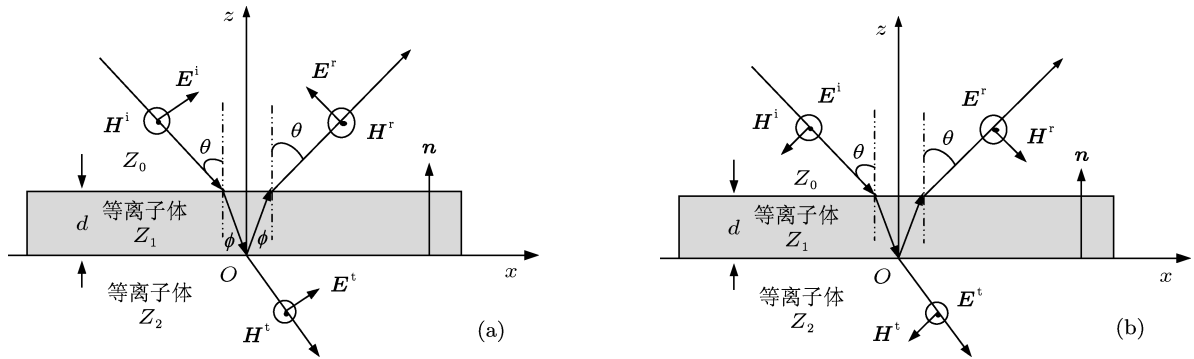 z
E^i
E^r
H^i
θ
θ
H^r
n
Z_0
等离子体
d
Z_1
ϕ
ϕ
O
x
等离子体
E^t
Z_2
H^t
(a)
z
E^i
E^r
H^i
θ
θ
H^r
n
Z_0
等离子体
d
Z_1
O
x
等离子体
E^t
Z_2
H^t
(b)